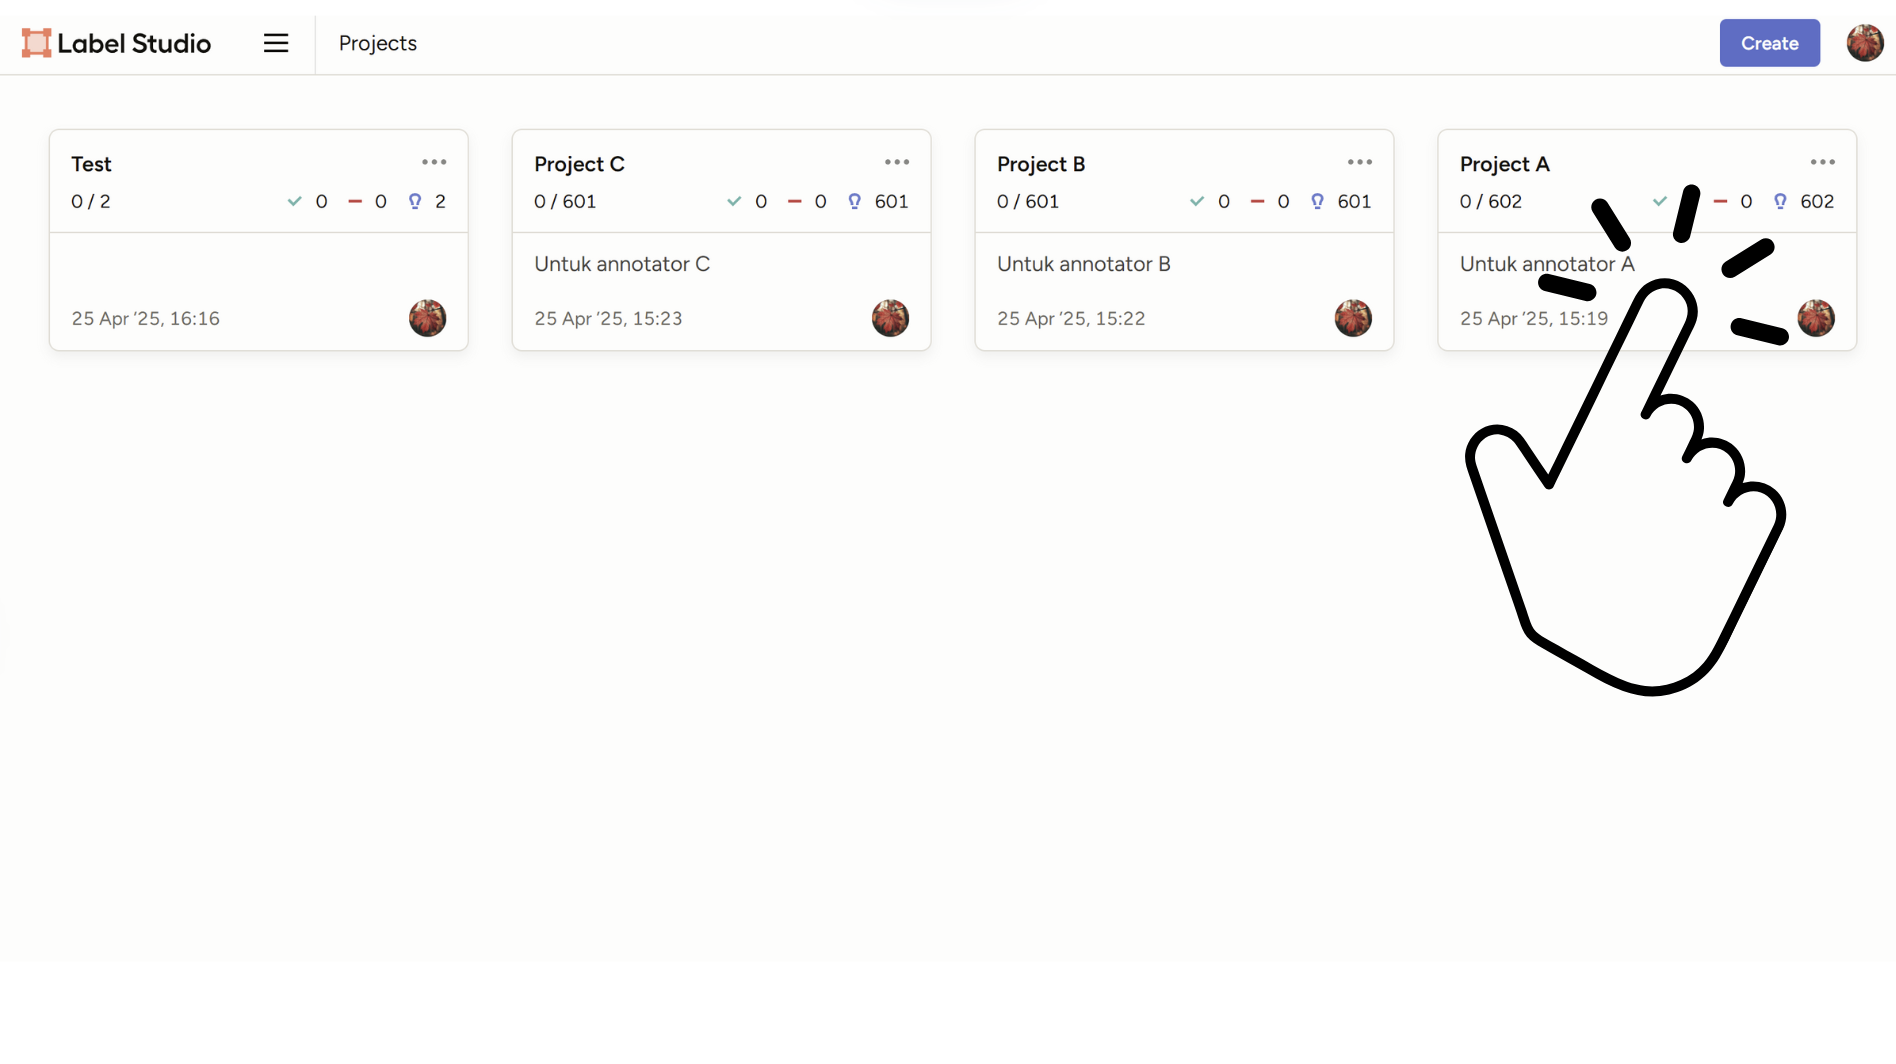 Label Studio
Projects
Create
Test
0 / 2 0 0 2
25 Apr ’25, 16:16
Project C
0 / 601 0 0 601
Untuk annotator C
25 Apr ’25, 15:23
Project B
0 / 601 0 0 601
Untuk annotator B
25 Apr ’25, 15:22
Project A
0 / 602 0 602
Untuk annotator A
25 Apr ’25, 15:19